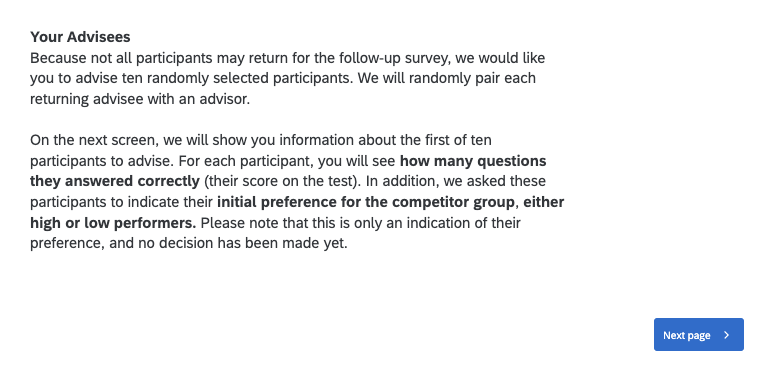 Your Advisees
Because not all participants may return for the follow-up survey, we would like
you to advise ten randomly selected participants. We will randomly pair each
returning advisee with an advisor.
On the next screen, we will show you information about the first of ten
participants to advise. For each participant, you will see how many questions
they answered correctly (their score on the test). In addition, we asked these
participants to indicate their initial preference for the competitor group, either
high or low performers. Please note that this is only an indication of their
preference, and no decision has been made yet.
Next page